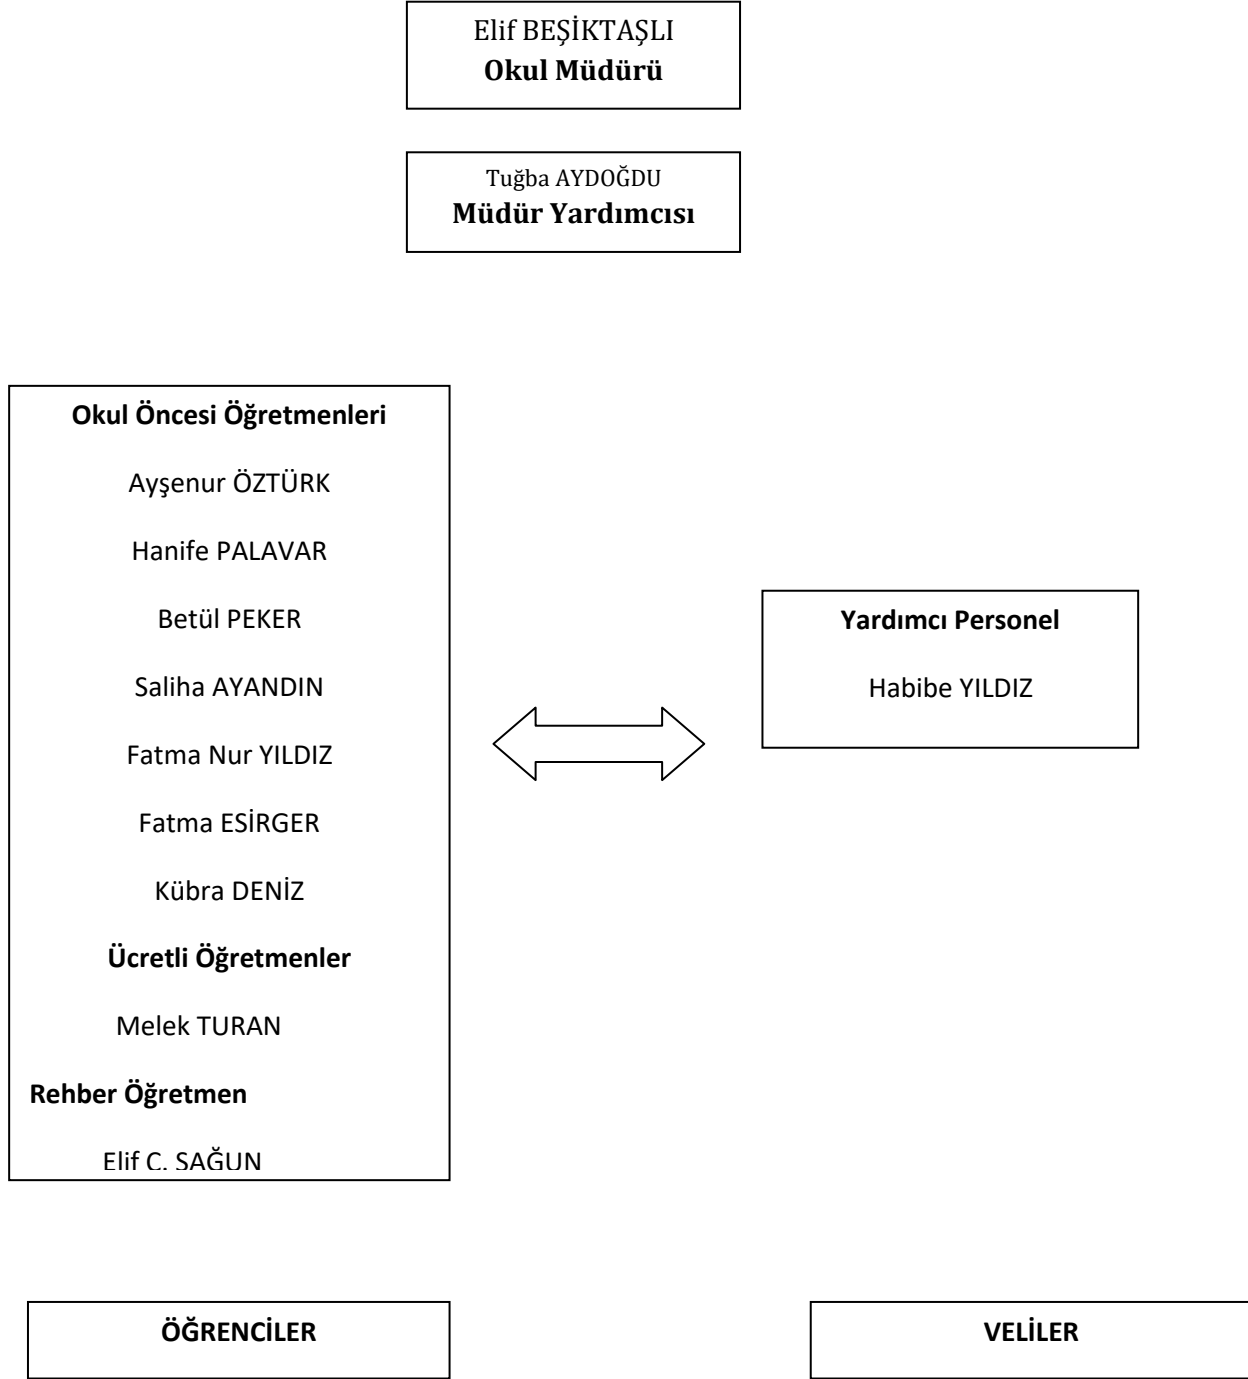 Elif BEŞİKTAŞLI
Okul Müdürü
Tuğba AYDOĞDU
Müdür Yardımcısı
Okul Öncesi Öğretmenleri
Ayşenur ÖZTÜRK
Hanife PALAVAR
Betül PEKER
Saliha AYANDIN
Fatma Nur YILDIZ
Fatma ESİRGER
Kübra DENİZ
Ücretli Öğretmenler
Melek TURAN
Rehber Öğretmen
Elif C. SAĞUN
Yardımcı Personel
Habibe YILDIZ
ÖĞRENCİLER
VELİLER